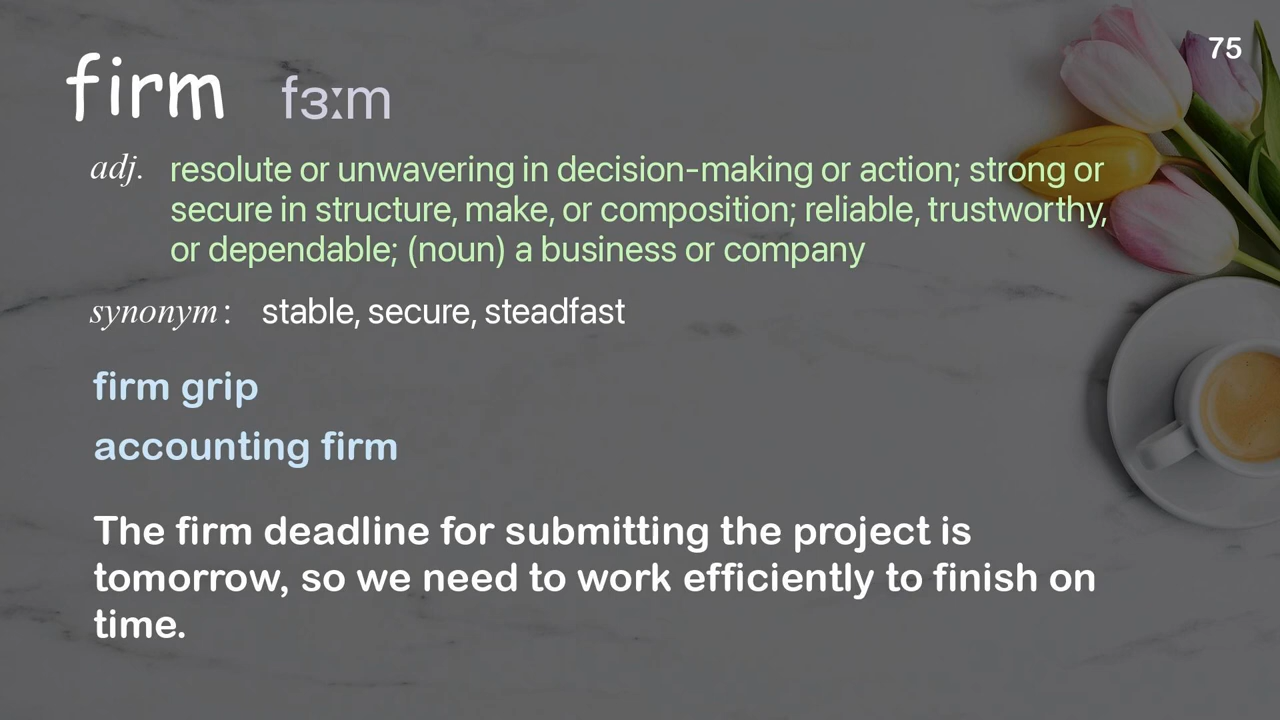 75
firm fɜːm
adj. resolute or unwavering in decision-making or action; strong or
secure in structure, make, or composition; reliable, trustworthy,
or dependable; (noun) a business or company
synonym: stable, secure, steadfast
firm grip
accounting firm
The firm deadline for submitting the project is
tomorrow, so we need to work efficiently to finish on
time.